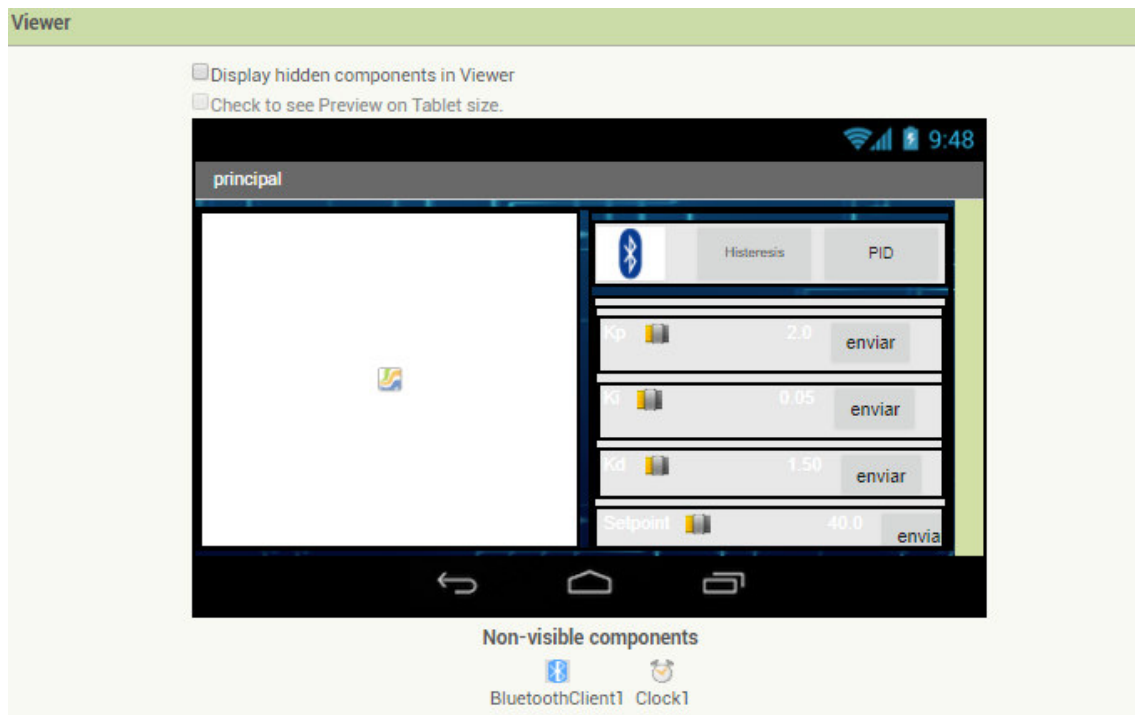 Viewer
Display hidden components in Viewer
Check to see Preview on Tablet size.
9:48
principal
Histeresis PID
Kp 2.0 enviar
Ki 0.05 enviar
Kd 1.50 enviar
Setpoint 40.0 envia
Non-visible components
BluetoothClient1 Clock1